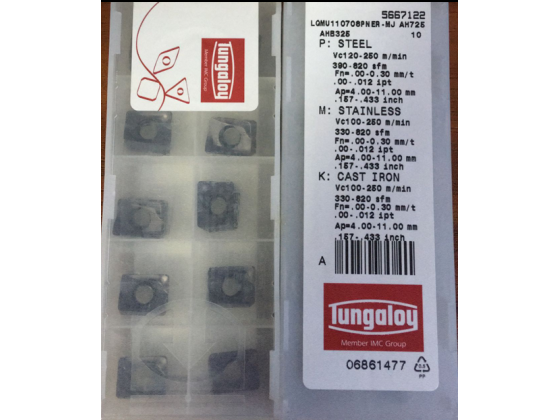 Tungaloy
Member IMC Group
5667122
LQMU110708PNER-MJ AH725
AHB325 10
P: STEEL
Vc120-250 m/min
390-820 sfm
Fn=.00-0.30 mm/t
.00-.012 ipt
Ap=4.00-11.00 mm
.157-.433 inch
M: STAINLESS
Vc100-250 m/min
330-820 sfm
Fn=.00-0.30 mm/t
.00-.012 ipt
Ap=4.00-11.00 mm
.157-.433 inch
K: CAST IRON
Vc100-250 m/min
330-820 sfm
Fn=.00-0.30 mm/t
.00-.012 ipt
Ap=4.00-11.00 mm
.157-.433 inch
A
Tungaloy
Member IMC Group
06861477
PP